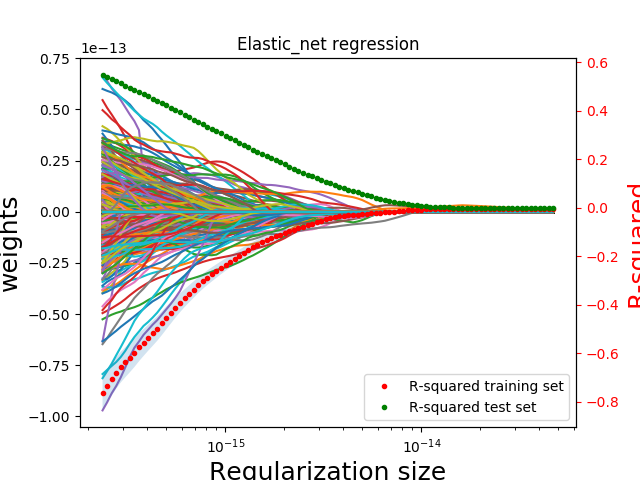 Elastic_net regression
1e−13
0.75
0.50
0.25
0.00
−0.25
−0.50
−0.75
−1.00
weights
0.6
0.4
0.2
0.0
−0.2
−0.4
−0.6
−0.8
R-squared
R-squared training set
R-squared test set
10⁻¹⁵
10⁻¹⁴
Regularization size